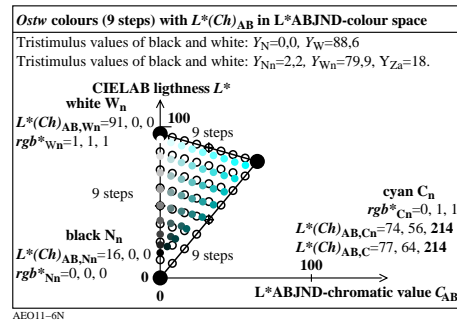 Ostw colours (9 steps) with L*(Ch)AB in L*ABJND-colour space
Tristimulus values of black and white: YN=0,0, YW=88,6
Tristimulus values of black and white: YNn=2,2, YWn=79,9, YZa=18.
CIELAB ligthness L*
white Wn
100
L*(Ch)AB,Wn=91, 0, 0
rgb*Wn=1, 1, 1
9 steps
9 steps
cyan Cn
rgb*Cn=0, 1, 1
L*(Ch)AB,Cn=74, 56, 214
L*(Ch)AB,C=77, 64, 214
black Nn
L*(Ch)AB,Nn=16, 0, 0
rgb*Nn=0, 0, 0
9 steps
0
0
100
L*ABJND-chromatic value CAB
AEO11-6N